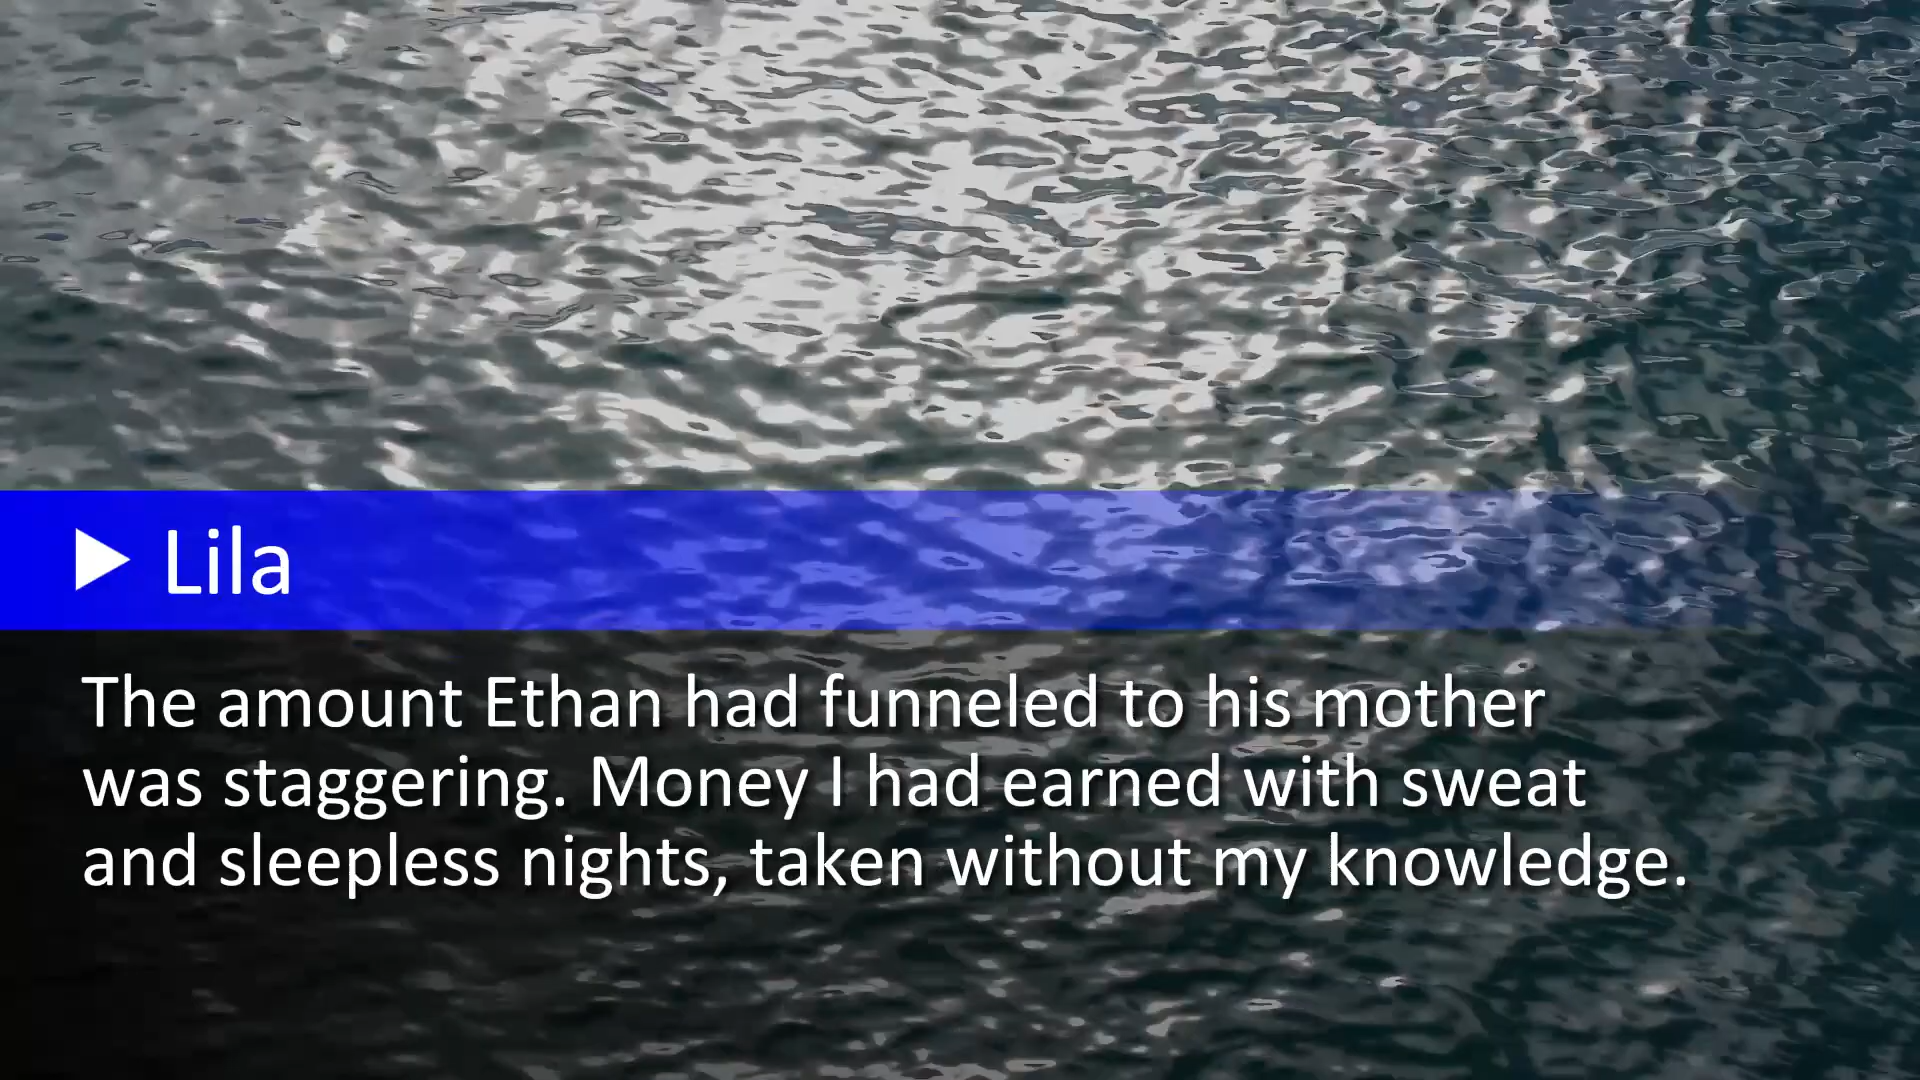 Lila
The amount Ethan had funneled to his mother
was staggering. Money I had earned with sweat
and sleepless nights, taken without my knowledge.